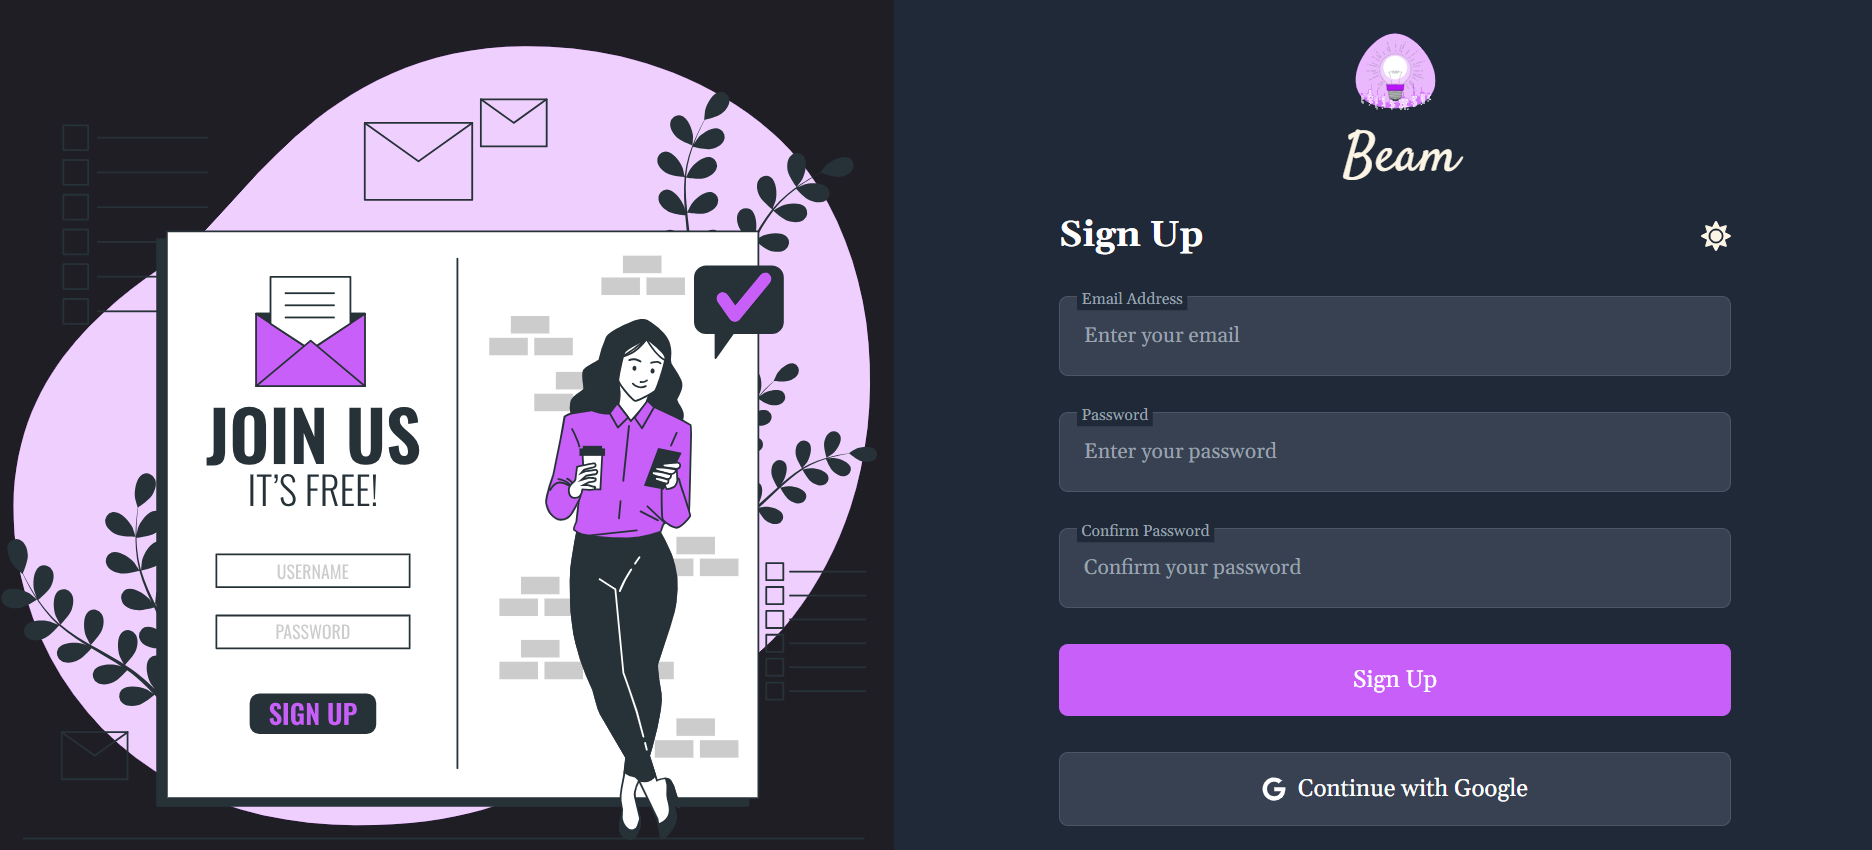 JOIN US
IT'S FREE!
USERNAME
PASSWORD
SIGN UP
Beam
Sign Up
Email Address
Enter your email
Password
Enter your password
Confirm Password
Confirm your password
Sign Up
Continue with Google